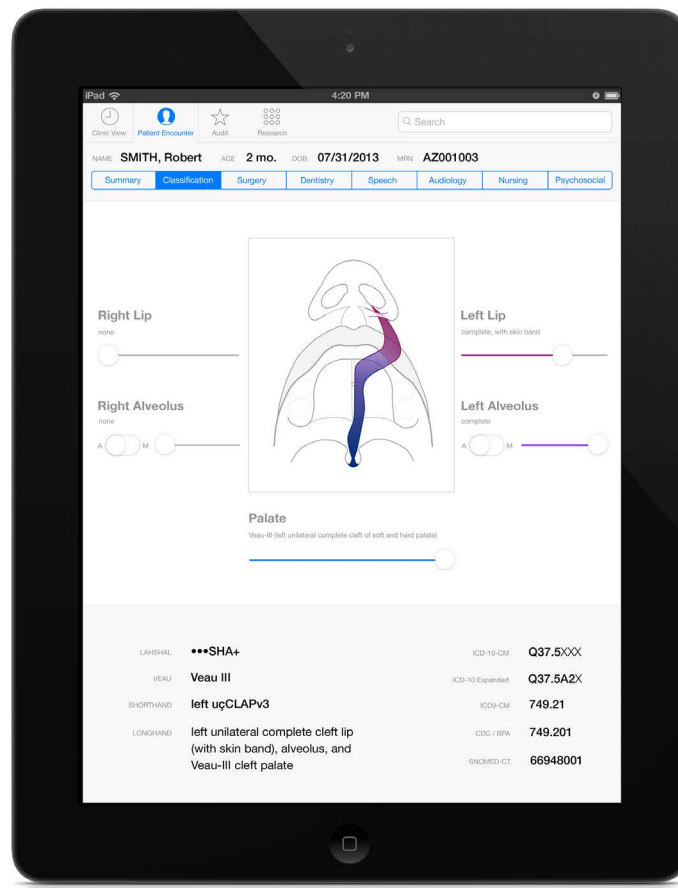 iPad
4:20 PM
Clinic View
Patient Encounter
Audit
Research
Search
NAME SMITH, Robert AGE 2 mo. DOB 07/31/2013 MRN AZ001003
Summary Classification Surgery Dentistry Speech Audiology Nursing Psychosocial
Right Lip
none
Left Lip
complete, with skin band
Right Alveolus
none
A M
Left Alveolus
complete
A M
Palate
Veau-III (left unilateral complete cleft of soft and hard palate)
LAHSHAL •••SHA+
VEAU Veau III
SHORTHAND left uçCLAPv3
LONGHAND left unilateral complete cleft lip
(with skin band), alveolus, and
Veau-III cleft palate
ICD-10-CM Q37.5XXX
ICD-10 Expanded Q37.5A2X
ICD9-CM 749.21
CDC / BPA 749.201
SNOMED-CT 66948001